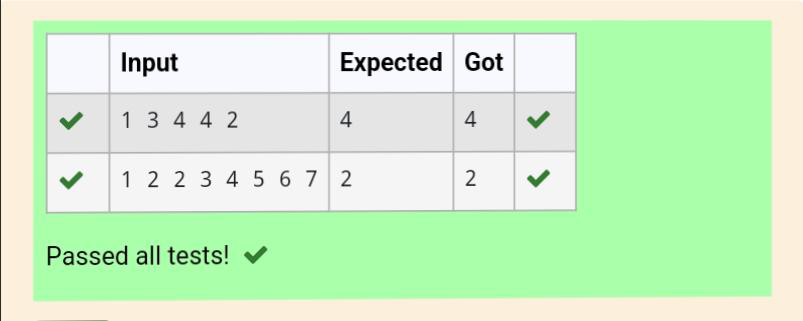 Input Expected Got
1 3 4 4 2 4 4
1 2 2 3 4 5 6 7 2 2
Passed all tests!